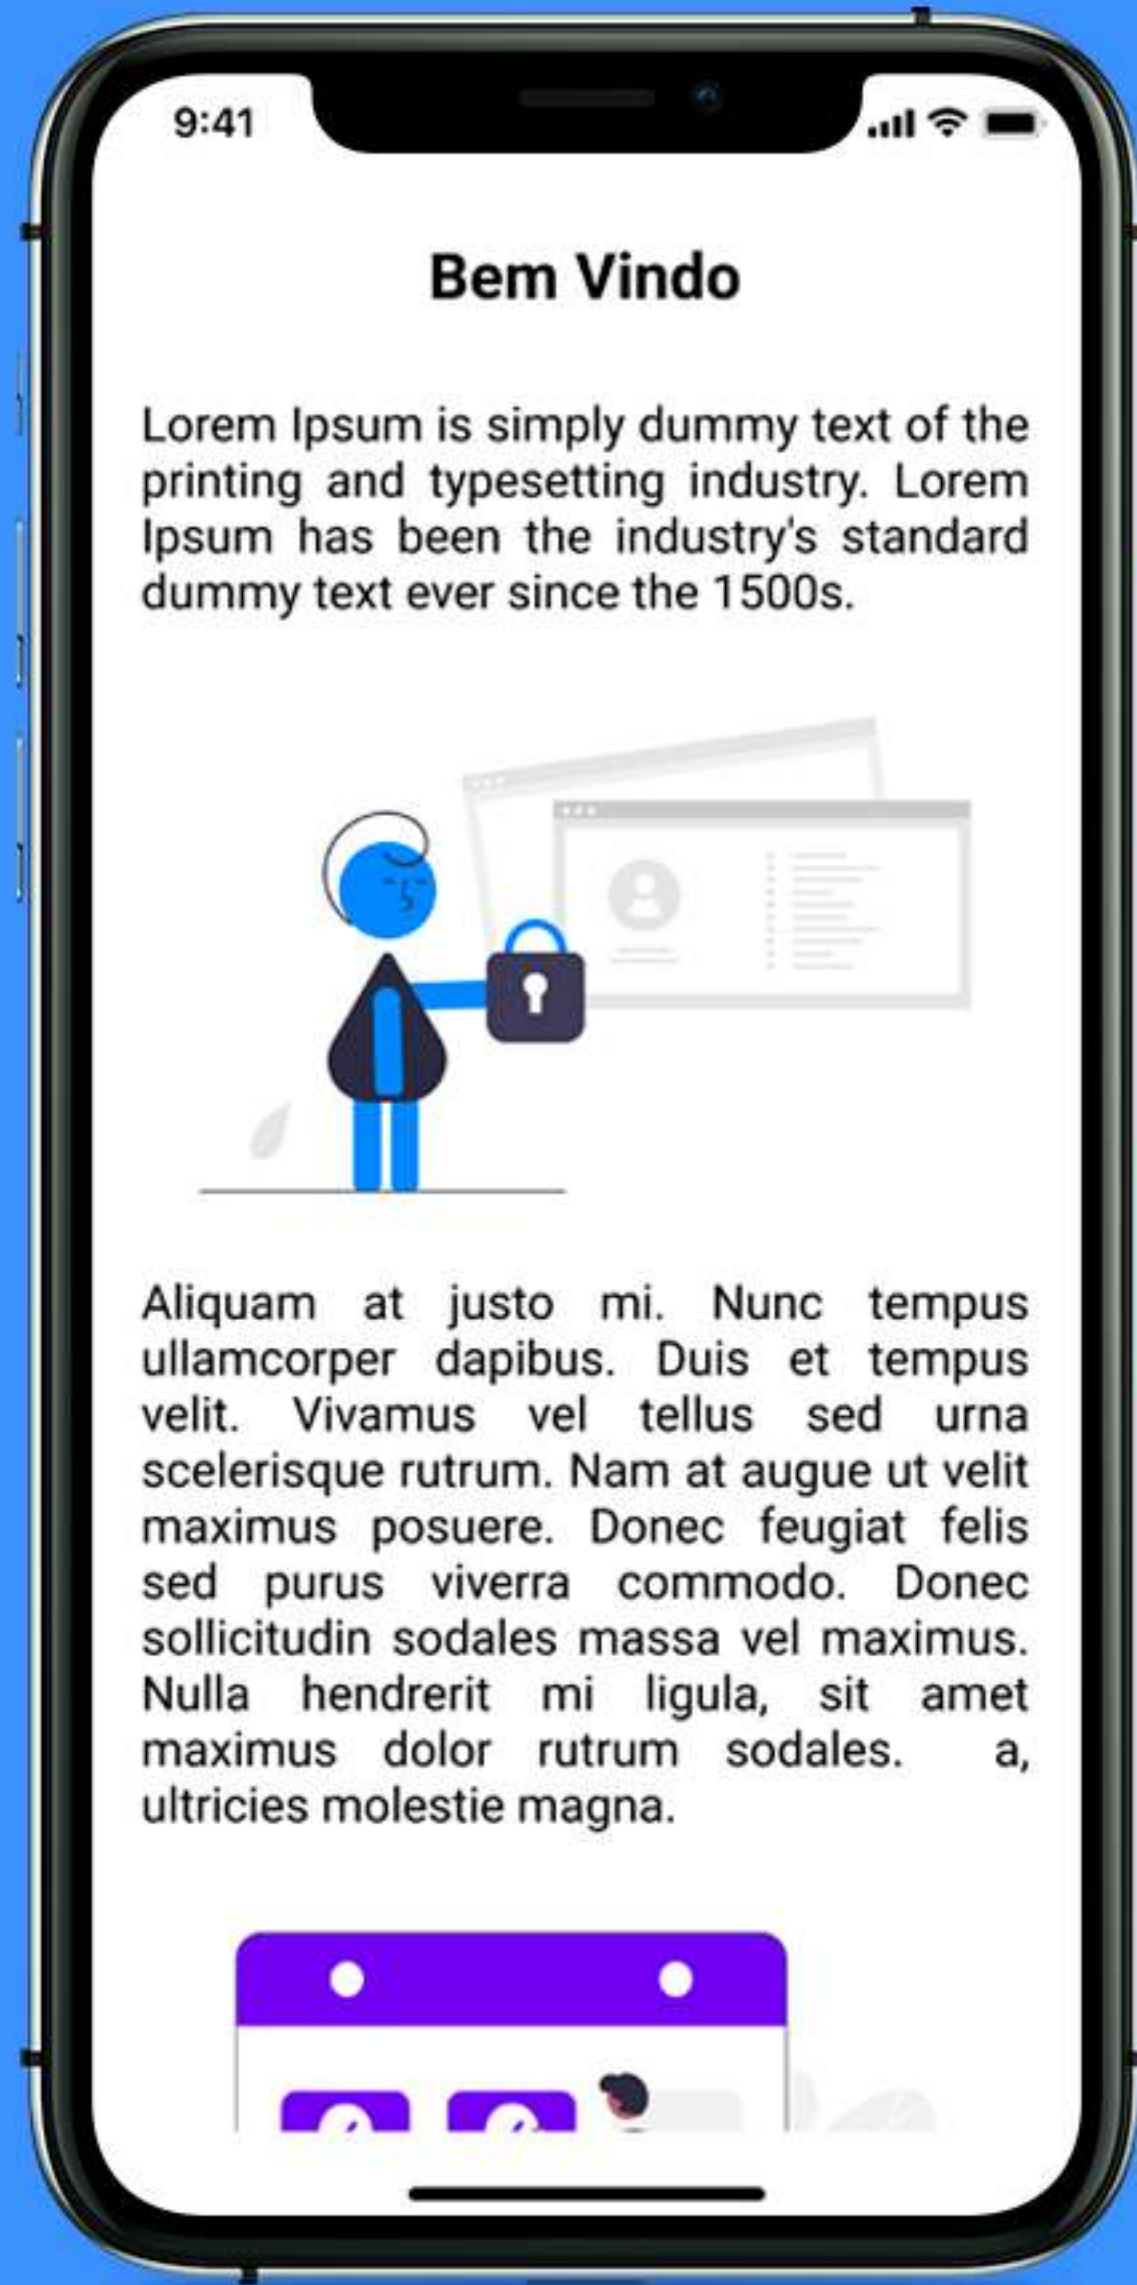 9:41
Bem Vindo
Lorem Ipsum is simply dummy text of the
printing and typesetting industry. Lorem
Ipsum has been the industry's standard
dummy text ever since the 1500s.
Aliquam at justo mi. Nunc tempus
ullamcorper dapibus. Duis et tempus
velit. Vivamus vel tellus sed urna
scelerisque rutrum. Nam at augue ut velit
maximus posuere. Donec feugiat felis
sed purus viverra commodo. Donec
sollicitudin sodales massa vel maximus.
Nulla hendrerit mi ligula, sit amet
maximus dolor rutrum sodales. a,
ultricies molestie magna.